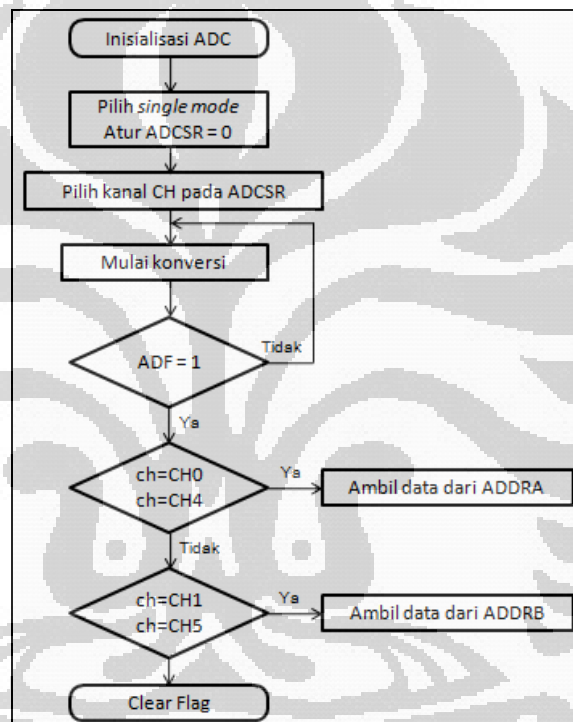 Inisialisasi ADC
Pilih single mode
Atur ADCSR = 0
Pilih kanal CH pada ADCSR
Mulai konversi
Tidak
ADF = 1
Ya
ch=CH0
ch=CH4
Ya
Ambil data dari ADDRA
Tidak
ch=CH1
ch=CH5
Ya
Ambil data dari ADDRB
Clear Flag